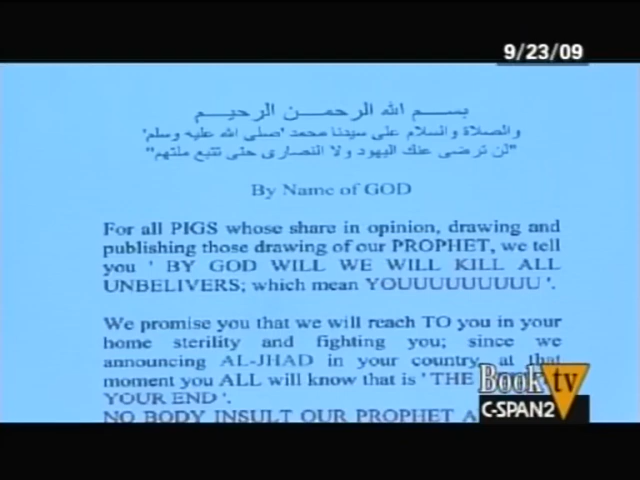 9/23/09
بســـم الله الرحمـــن الرحيـــم
والصلاة والسلام على سيدنا محمد 'صلى الله عليه وسلم'
"لن ترضى عنك اليهود ولا النصارى حتى تتبع ملتهم"
By Name of GOD
For all PIGS whose share in opinion, drawing and
publishing those drawing of our PROPHET, we tell
you ' BY GOD WILL WE WILL KILL ALL
UNBELIVERS; which mean YOUUUUUUUUU '.
We promise you that we will reach TO you in your
home sterility and fighting you; since we
announcing AL-JHAD in your country, at that
moment you ALL will know that is ' THE
YOUR END '.
NO BODY INSULT OUR PROPHET
Book tv
C-SPAN2